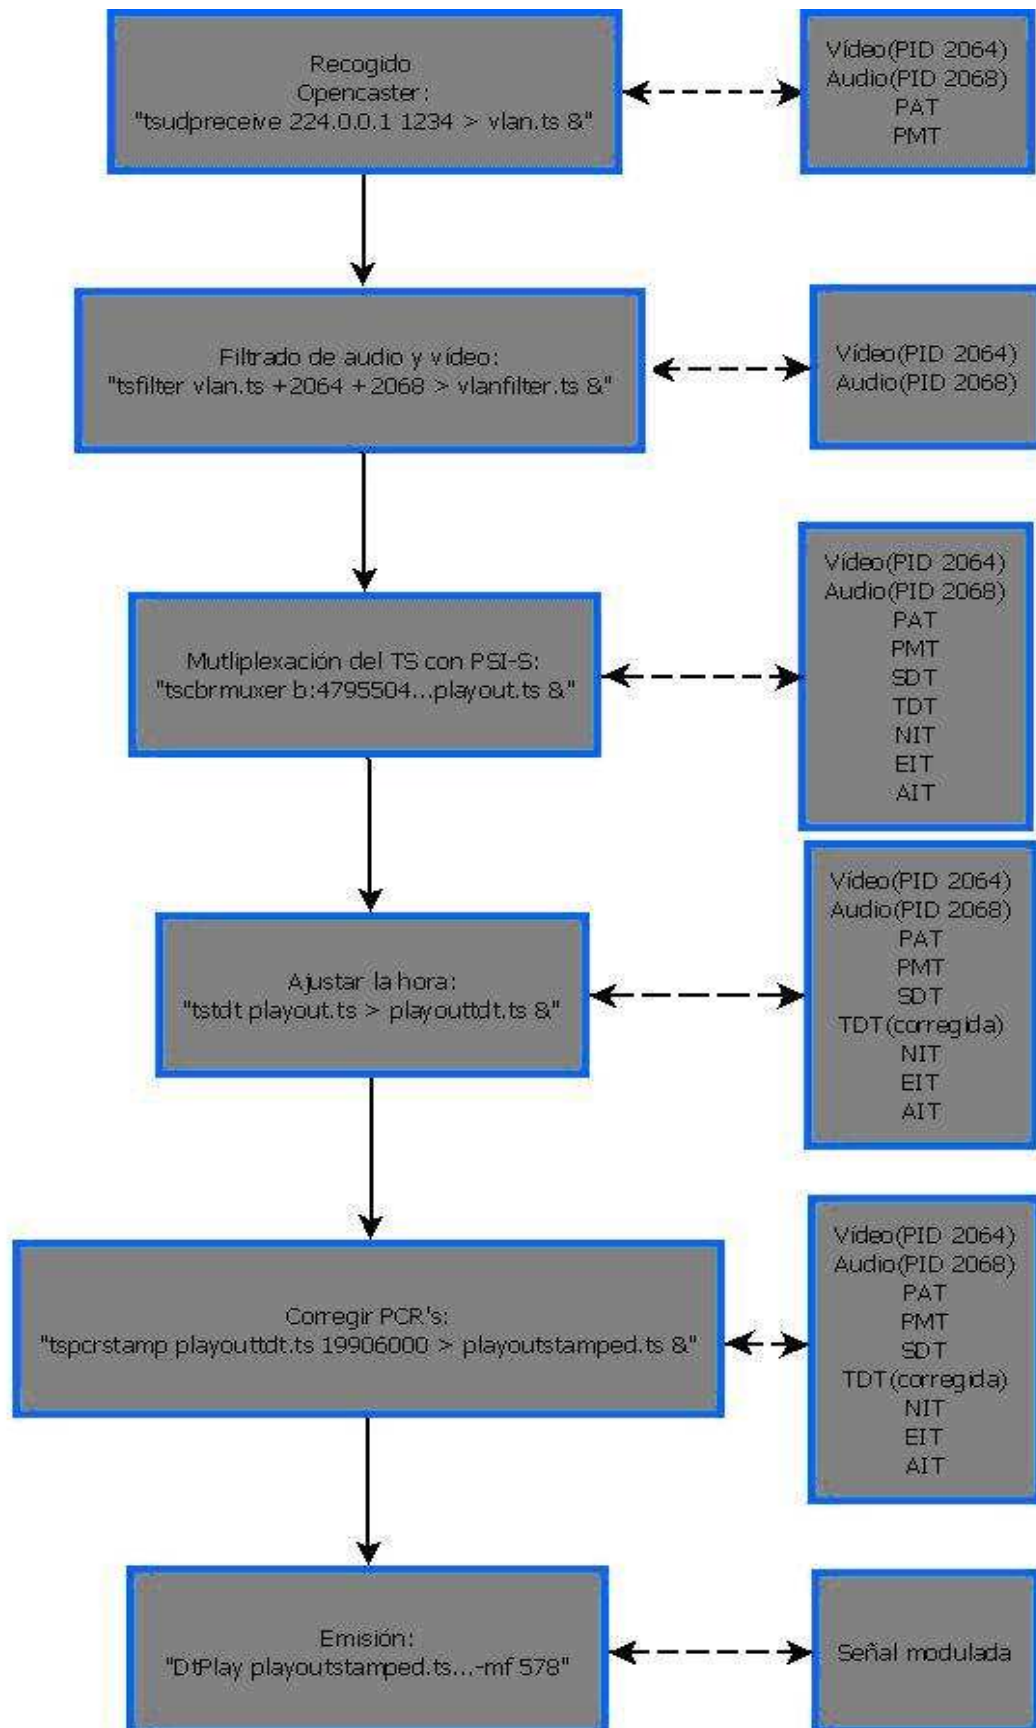 Recogido
Opencaster:
"tsudpreceive 224.0.0.1 1234 > vlan.ts &"
Vídeo(PID 2064)
Audio(PID 2068)
PAT
PMT
Filtrado de audio y vídeo:
"tsfilter vlan.ts +2064 +2068 > vlanfilter.ts &"
Vídeo(PID 2064)
Audio(PID 2068)
Mutliplexación del TS con PSI-S:
"tscbrmuxer b:4795504...playout.ts &"
Vídeo(PID 2064)
Audio(PID 2068)
PAT
PMT
SDT
TDT
NIT
EIT
AIT
Ajustar la hora:
"tstdt playout.ts > playouttdt.ts &"
Vídeo(PID 2064)
Audio(PID 2068)
PAT
PMT
SDT
TDT(corregida)
NIT
EIT
AIT
Corregir PCR's:
"tspcrstamp playouttdt.ts 19906000 > playoutstamped.ts &"
Vídeo(PID 2064)
Audio(PID 2068)
PAT
PMT
SDT
TDT(corregida)
NIT
EIT
AIT
Emisión:
"DtPlay playoutstamped.ts...-mf 578"
Señal modulada